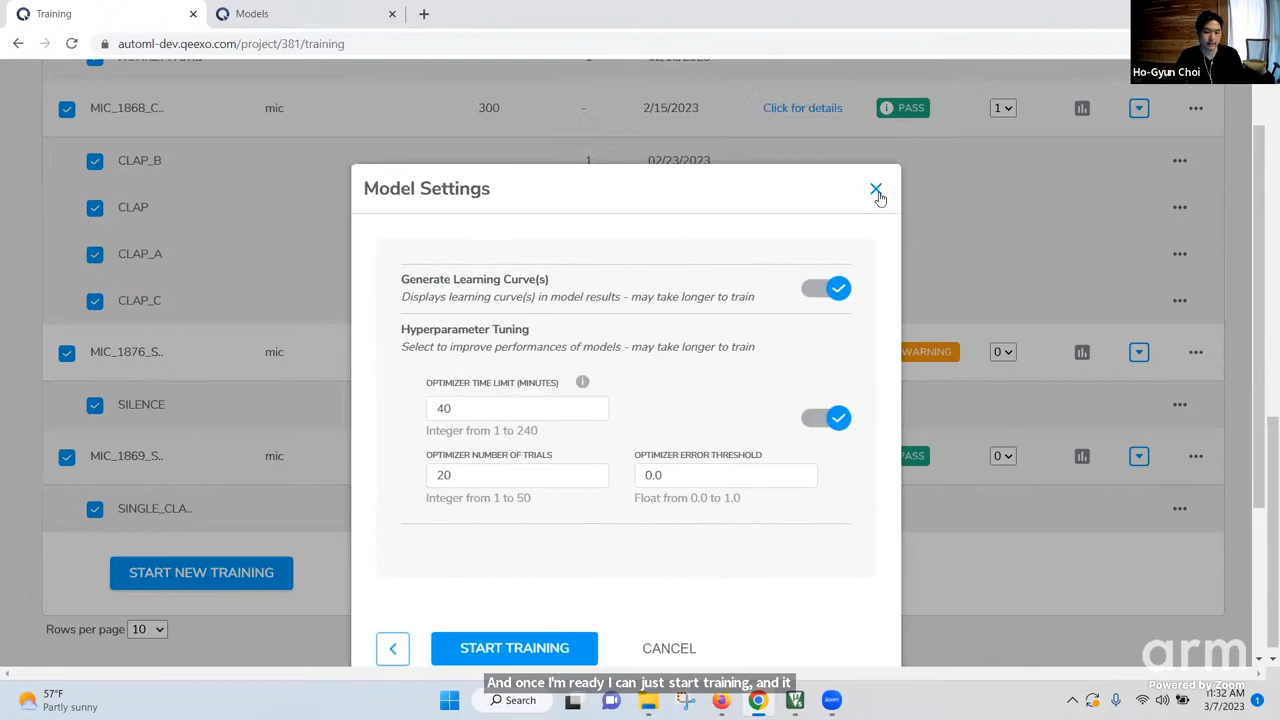 Training
Models
automl-dev.qeexo.com/project/381/training
Ho-Gyun Choi
MIC_1868_C..
mic
300
-
2/15/2023
Click for details
PASS
1
CLAP_B
1
02/23/2023
CLAP
CLAP_A
CLAP_C
MIC_1876_S..
mic
WARNING
0
SILENCE
MIC_1869_S..
mic
PASS
0
SINGLE_CLA..
START NEW TRAINING
Rows per page
10
Model Settings
Generate Learning Curve(s)
Displays learning curve(s) in model results - may take longer to train
Hyperparameter Tuning
Select to improve performances of models - may take longer to train
OPTIMIZER TIME LIMIT (MINUTES)
40
Integer from 1 to 240
OPTIMIZER NUMBER OF TRIALS
OPTIMIZER ERROR THRESHOLD
20
0.0
Integer from 1 to 50
Float from 0.0 to 1.0
START TRAINING
CANCEL
arm
Powered by Zoom
And once I'm ready I can just start training, and it
57°F
Partly sunny
Search
11:32 AM
3/7/2023
1